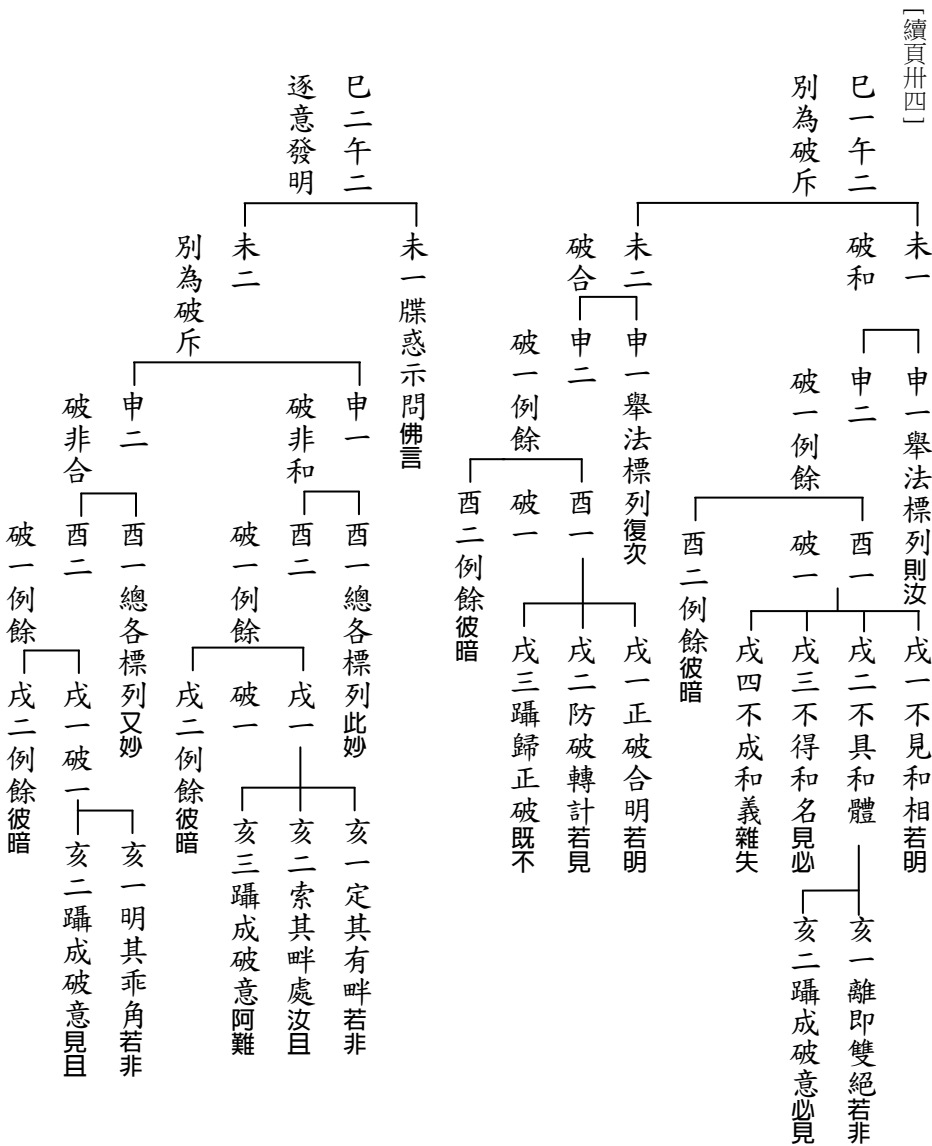 [續頁卅四]
巳一午二
別為破斥
未一
破和
申一舉法標列則汝
申二
破一例餘
酉一
破一
戌一不見和相若明
戌二不具和體
亥一離即雙絕若非
亥二躡成破意必見
戌三不得和名見必
戌四不成和義雜失
酉二例餘彼暗
未二
破合
申一舉法標列復次
申二
破一例餘
酉一
破一
戌一正破合明若明
戌二防破轉計若見
戌三躡歸正破既不
酉二例餘彼暗
巳二午二
逐意發明
未一牒惑示問佛言
未二
別為破斥
申一
破非和
酉一總各標列此妙
酉二
破一例餘
戌一
破一
亥一定其有畔若非
亥二索其畔處汝且
亥三躡成破意阿難
戌二例餘彼暗
申二
破非合
酉一總各標列又妙
酉二
破一例餘
戌一破一
亥一明其乖角若非
亥二躡成破意見且
戌二例餘彼暗